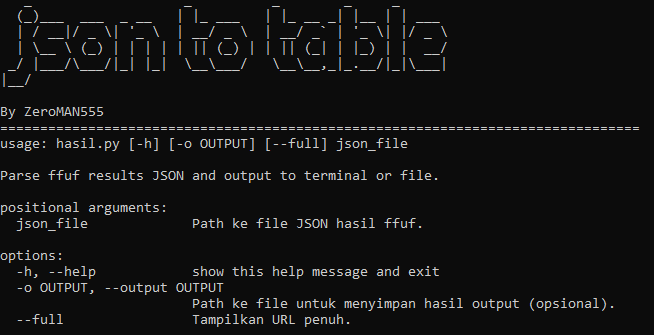 json to table
By ZeroMAN555
================================================================================
usage: hasil.py [-h] [-o OUTPUT] [--full] json_file
Parse ffuf results JSON and output to terminal or file.
positional arguments:
  json_file             Path ke file JSON hasil ffuf.
options:
  -h, --help            show this help message and exit
  -o OUTPUT, --output OUTPUT
                        Path ke file untuk menyimpan hasil output (opsional).
  --full                Tampilkan URL penuh.